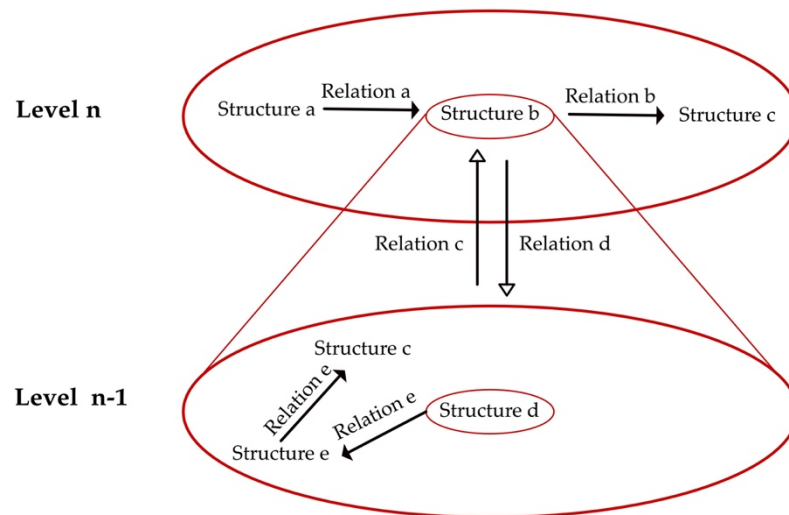 Level n
Structure a
Relation a
Structure b
Relation b
Structure c
Relation c
Relation d
Level n-1
Structure c
Relation e
Structure e
Relation e
Structure d